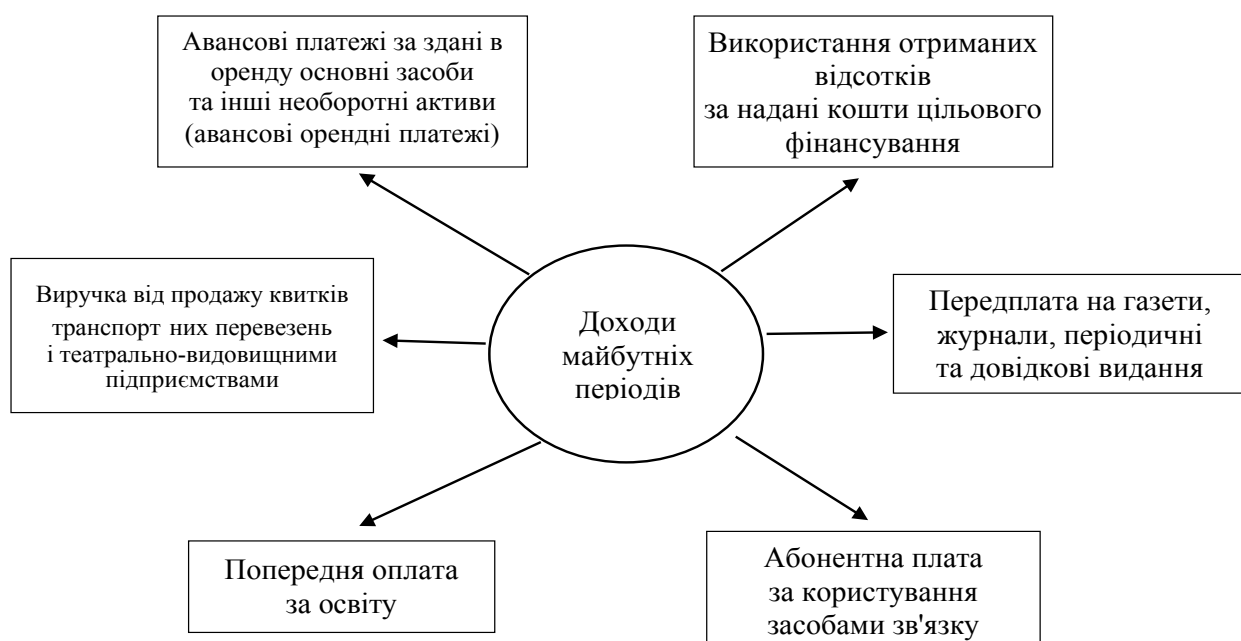 Авансові платежі за здані в
оренду основні засоби
та інші необоротні активи
(авансові орендні платежі)
Використання отриманих
відсотків
за надані кошти цільового
фінансування
Виручка від продажу квитків
транспорт них перевезень
і театрально-видовищними
підприємствами
Доходи
майбутніх
періодів
Передплата на газети,
журнали, періодичні
та довідкові видання
Попередня оплата
за освіту
Абонентна плата
за користування
засобами зв'язку